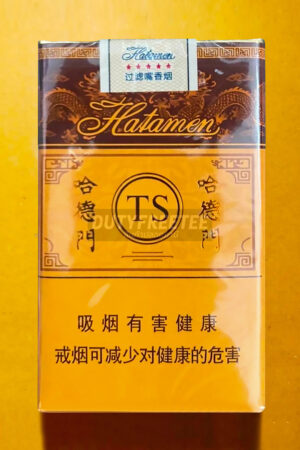 Hatamen
★★★★★
过滤嘴香烟
Hatamen
哈德門
TS
哈德門
DUTYFREETEE
吸烟有害健康
戒烟可减少对健康的危害